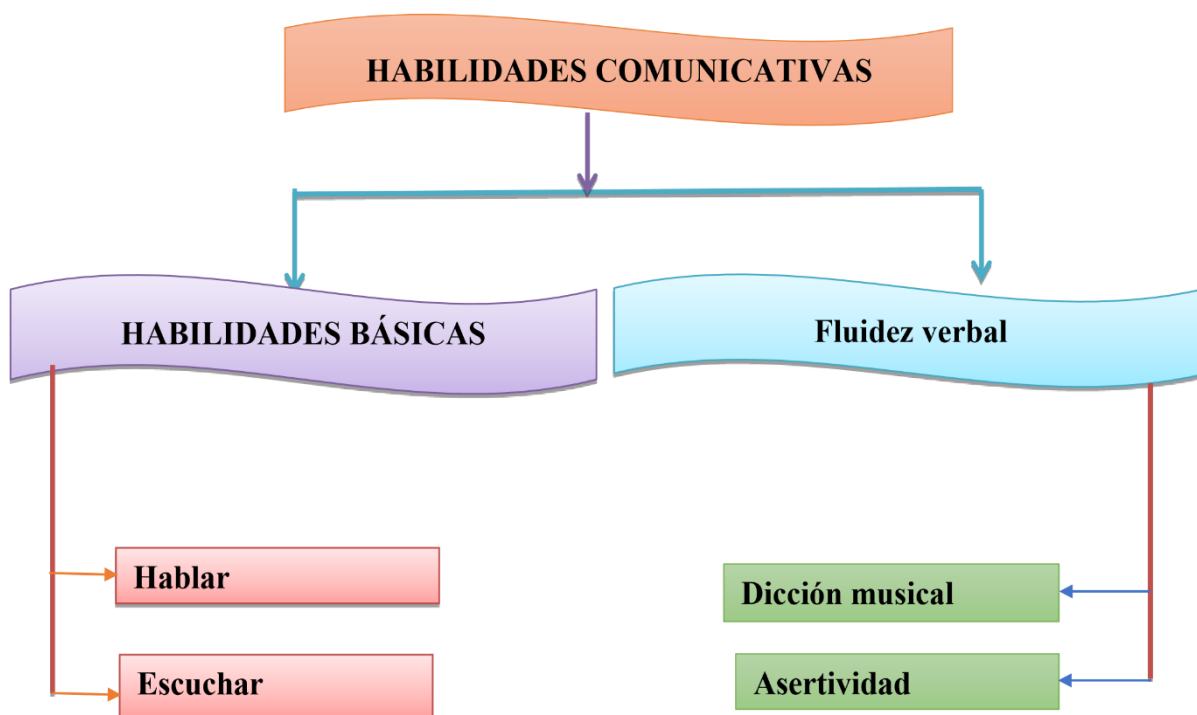 HABILIDADES COMUNICATIVAS
HABILIDADES BÁSICAS
Fluidez verbal
Hablar
Escuchar
Dicción musical
Asertividad